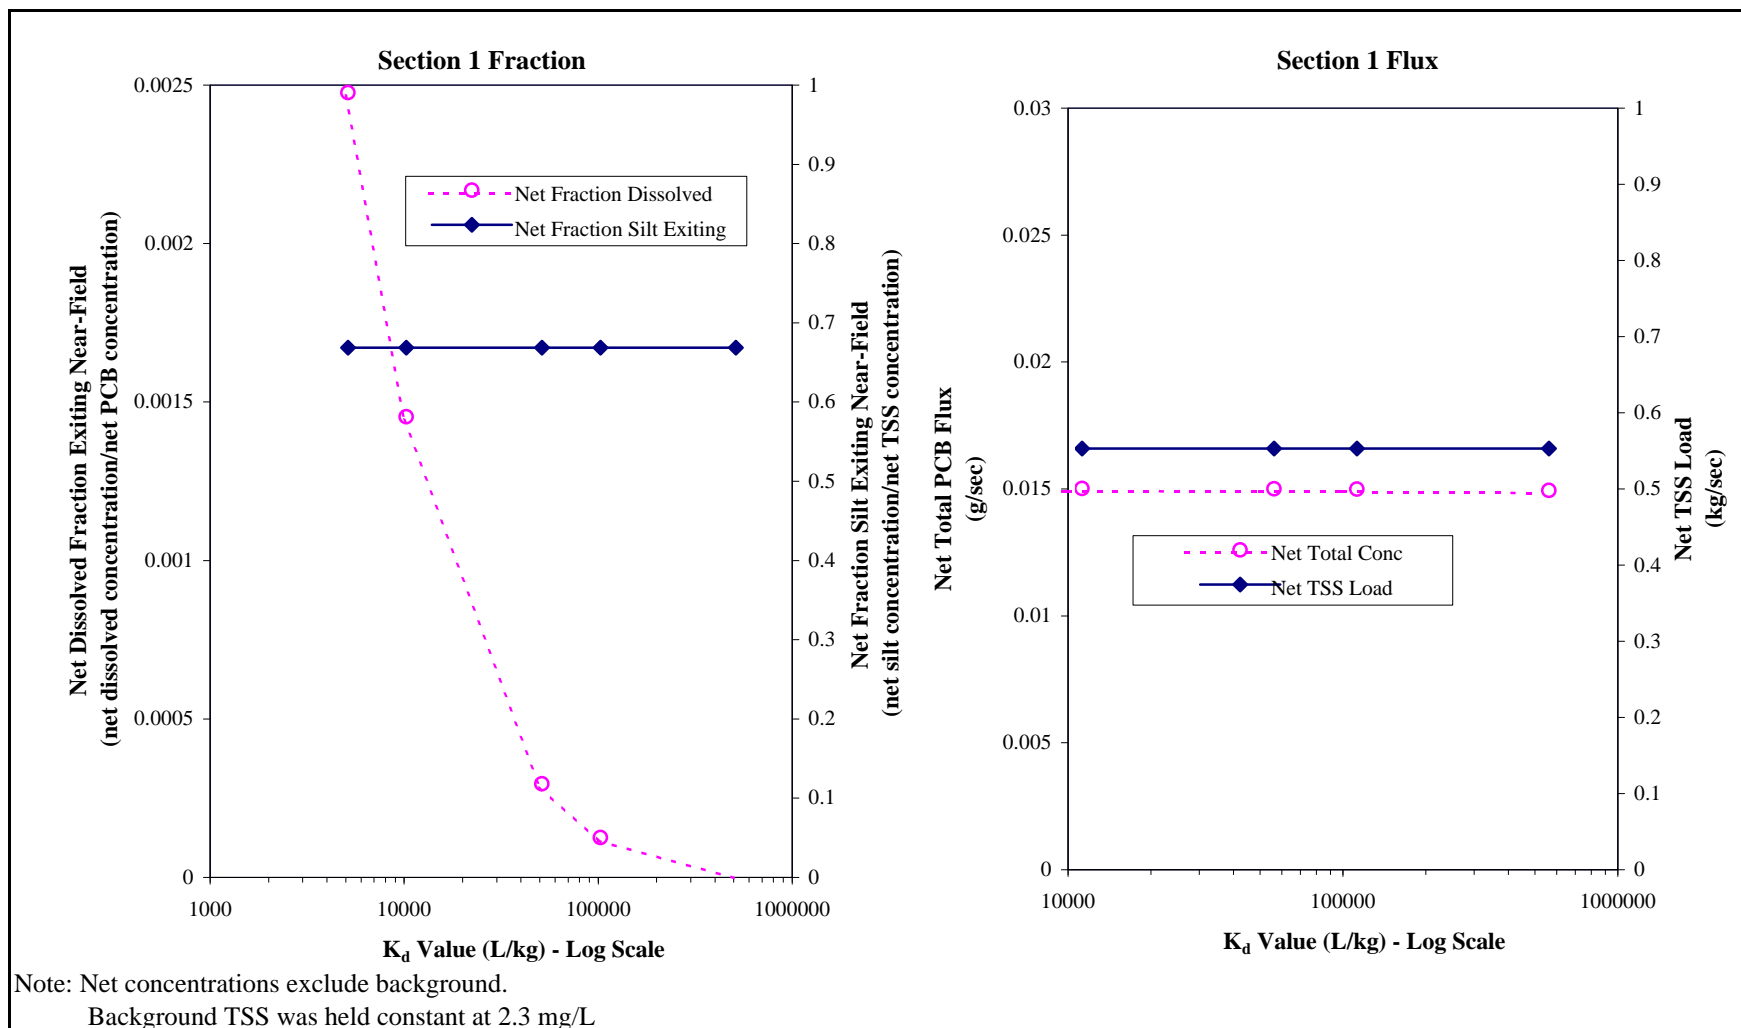 Section 1 Fraction
0.0025
0.002
0.0015
0.001
0.0005
0
1
0.9
0.8
0.7
0.6
0.5
0.4
0.3
0.2
0.1
0
1000
10000
100000
1000000
Net Dissolved Fraction Exiting Near-Field
(net dissolved concentration/net PCB concentration)
Net Fraction Silt Exiting Near-Field
(net silt concentration/net TSS concentration)
Net Fraction Dissolved
Net Fraction Silt Exiting
Kd Value (L/kg) - Log Scale
Section 1 Flux
0.03
0.025
0.02
0.015
0.01
0.005
0
1
0.9
0.8
0.7
0.6
0.5
0.4
0.3
0.2
0.1
0
10000
100000
1000000
Net Total PCB Flux
(g/sec)
Net TSS Load
(kg/sec)
Net Total Conc
Net TSS Load
Kd Value (L/kg) - Log Scale
Note: Net concentrations exclude background.
Background TSS was held constant at 2.3 mg/L